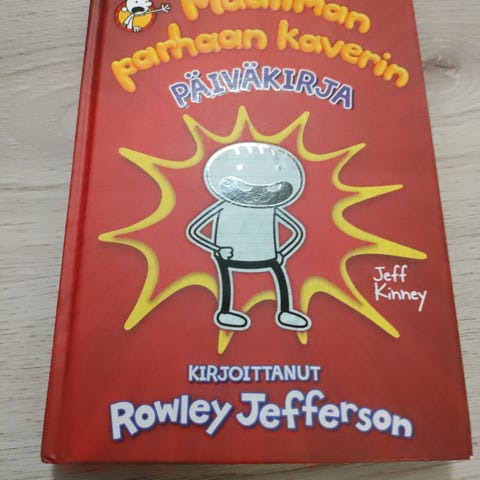 Maailman
parhaan kaverin
PÄIVÄKIRJA
Jeff
Kinney
KIRJOITTANUT
Rowley Jefferson